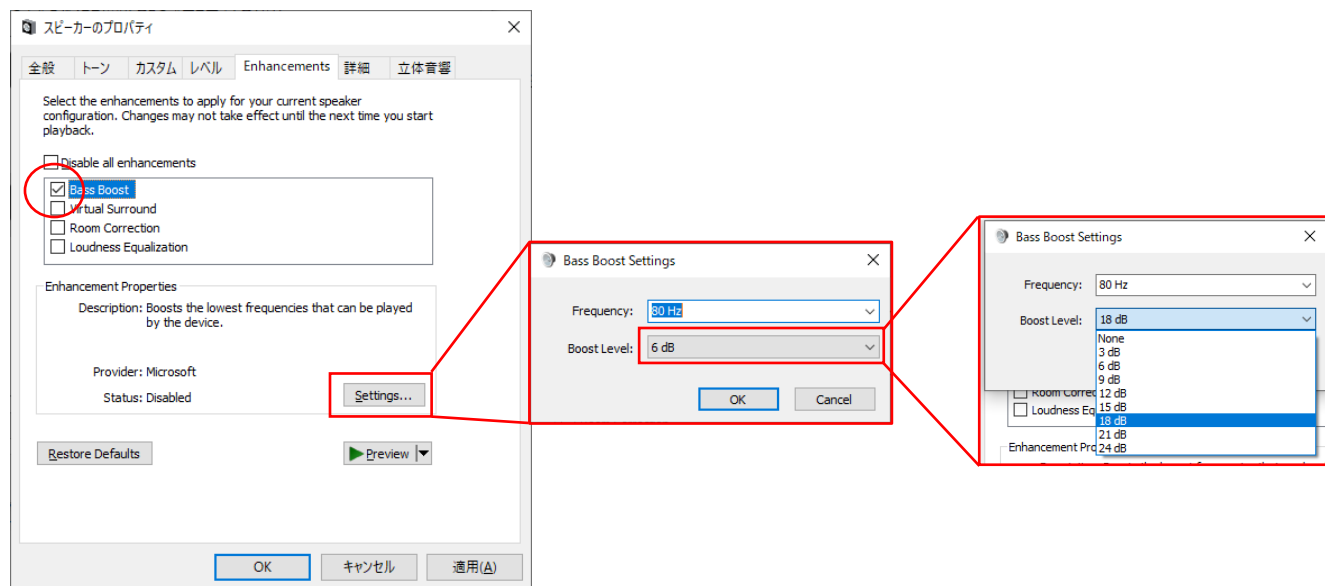 スピーカーのプロパティ
全般 トーン カスタム レベル Enhancements 詳細 立体音響
Select the enhancements to apply for your current speaker
configuration. Changes may not take effect until the next time you start
playback.
Disable all enhancements
Bass Boost
Virtual Surround
Room Correction
Loudness Equalization
Enhancement Properties
Description: Boosts the lowest frequencies that can be played
by the device.
Provider: Microsoft
Status: Disabled
Settings...
Restore Defaults
Preview
OK キャンセル 適用(A)
Bass Boost Settings
Frequency: 80 Hz
Boost Level: 6 dB
OK Cancel
Bass Boost Settings
Frequency: 80 Hz
Boost Level: 18 dB
None
3 dB
6 dB
9 dB
12 dB
15 dB
18 dB
21 dB
24 dB
Room Correc
Loudness Eq
Enhancement Pro